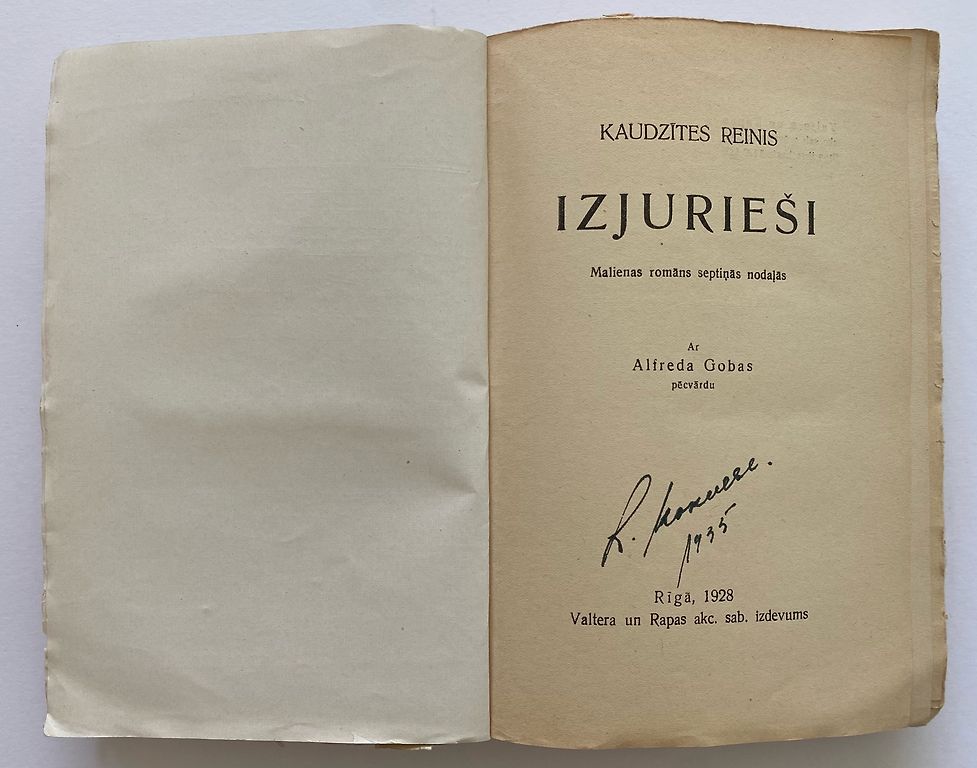 KAUDZĪTES REINIS
IZJURIEŠI
Malienas romāns septiņās nodaļās
Ar
Alfreda Gobas
pēcvārdu
1935
Rīgā, 1928
Valtera un Rapas akc. sab. izdevums